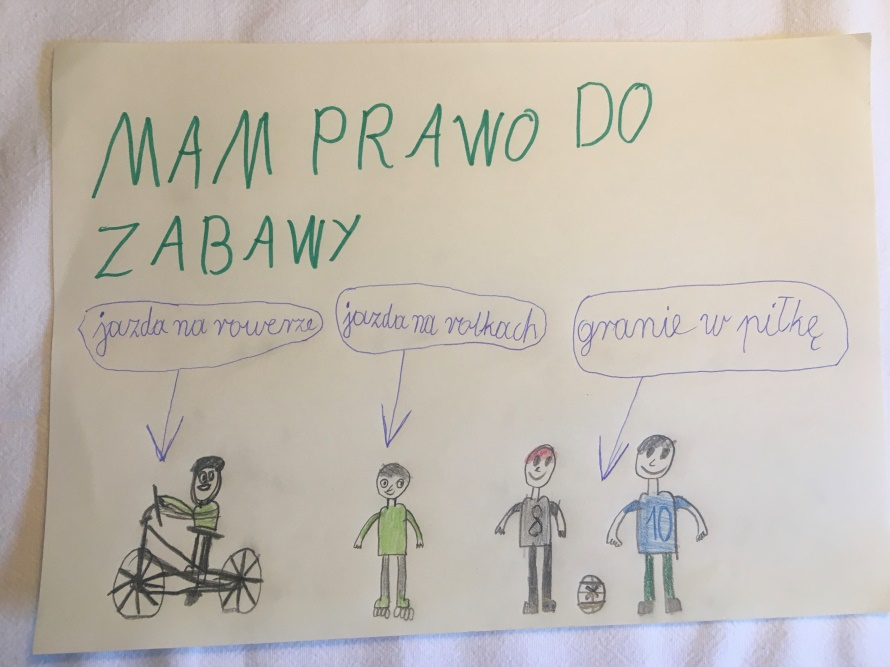 MAM PRAWO DO
ZABAWY
jazda na rowerze
jazda na rolkach
granie w piłkę
8
10